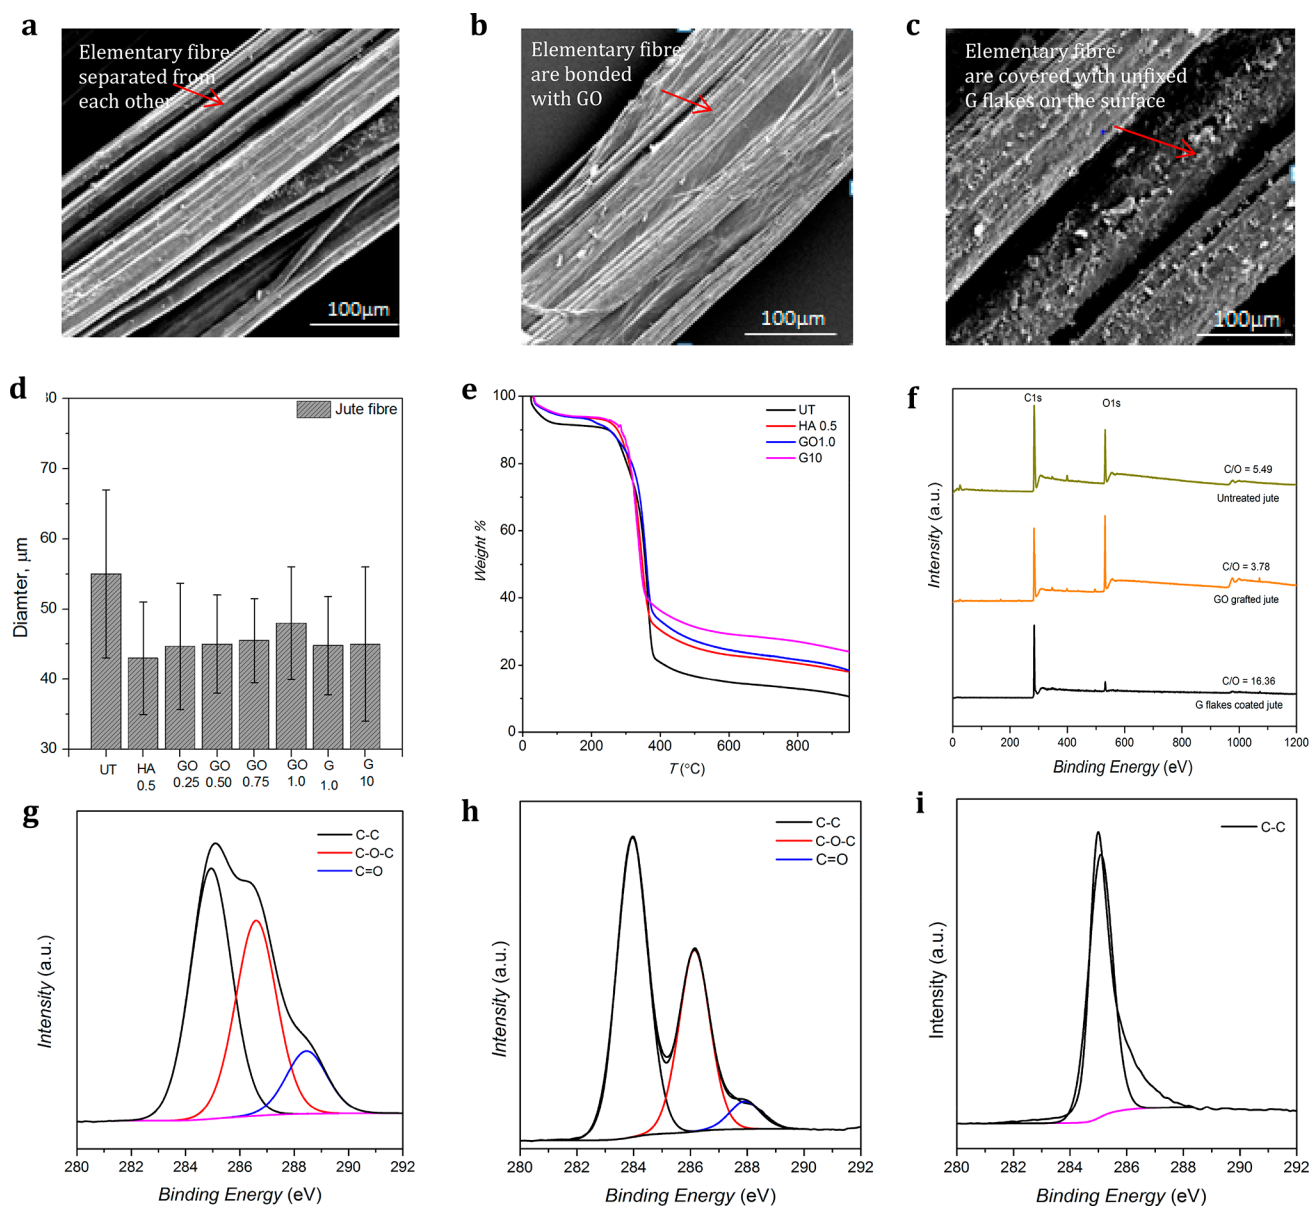 a
Elementary fibre
separated from
each other
100µm
b
Elementary fibre
are bonded
with GO
100µm
c
Elementary fibre
are covered with unfixed
G flakes on the surface
100µm
d
80
70
60
50
40
30
Diamter, µm
Jute fibre
UT
HA
0.5
GO
0.25
GO
0.50
GO
0.75
GO
1.0
G
1.0
G
10
e
100
80
60
40
20
0
Weight %
UT
HA 0.5
GO1.0
G10
0
200
400
600
800
T (°C)
f
Intensity (a.u.)
C1s
O1s
C/O = 5.49
Untreated jute
C/O = 3.78
GO grafted jute
C/O = 16.36
G flakes coated jute
0
200
400
600
800
1000
1200
Binding Energy (eV)
g
Intensity (a.u.)
C-C
C-O-C
C=O
280
282
284
286
288
290
292
Binding Energy (eV)
h
Intensity (a.u.)
C-C
C-O-C
C=O
280
282
284
286
288
290
292
Binding Energy (eV)
i
Intensity (a.u.)
C-C
280
282
284
286
288
290
292
Binding Energy (eV)